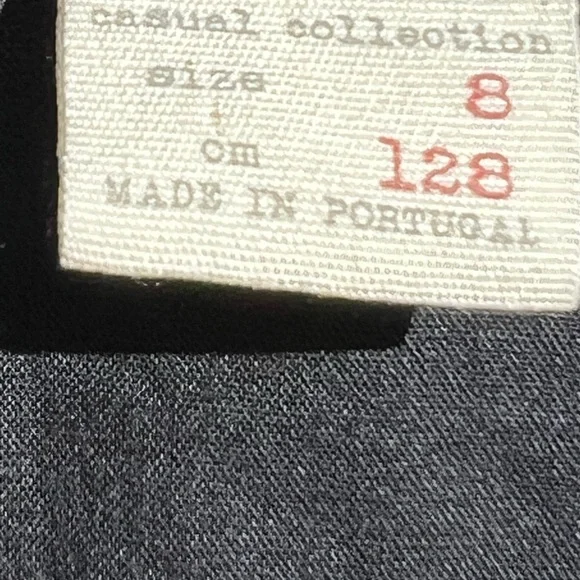 casual collection
size 8
cm 128
MADE IN PORTUGAL